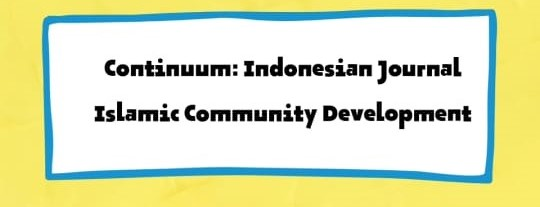 Continuum: Indonesian Journal
Islamic Community Development